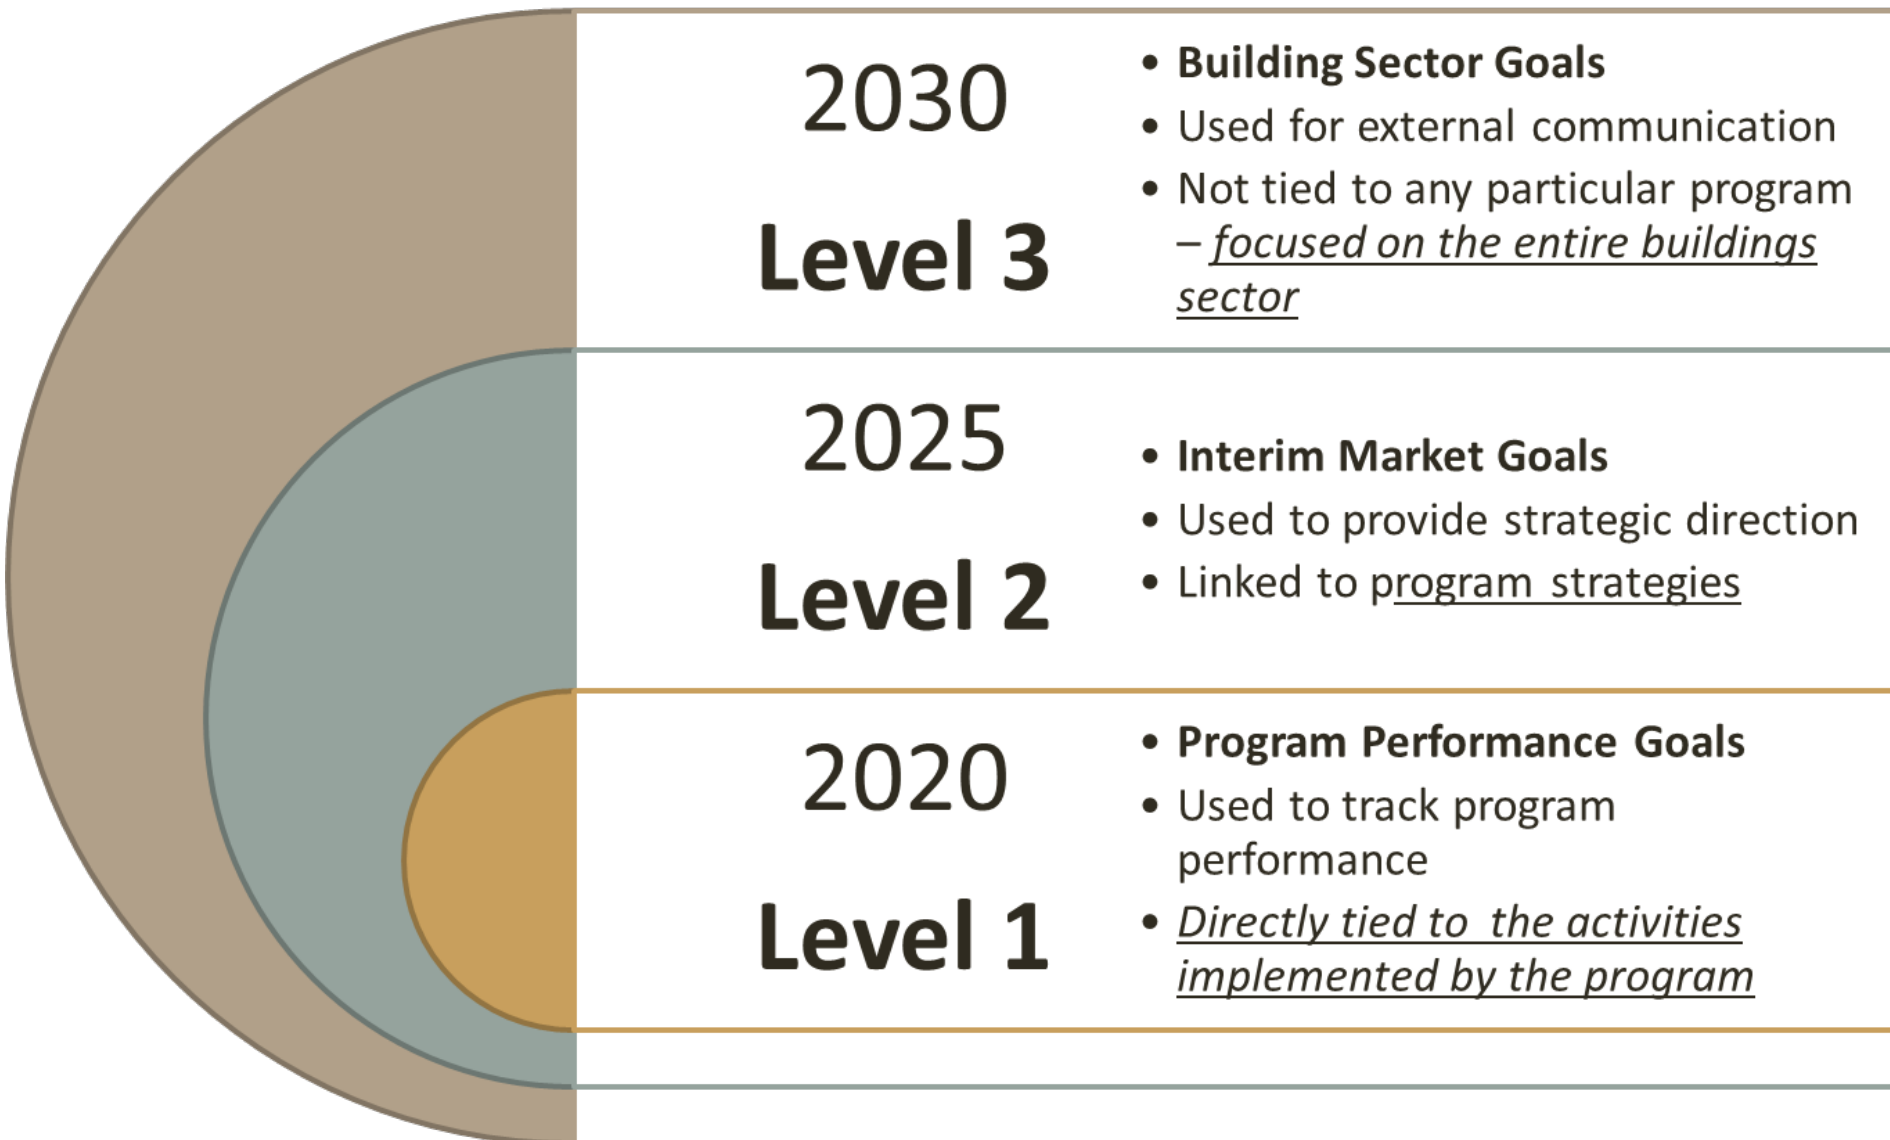 2030
Level 3
• Building Sector Goals
• Used for external communication
• Not tied to any particular program
– focused on the entire buildings
sector
2025
Level 2
• Interim Market Goals
• Used to provide strategic direction
• Linked to program strategies
2020
Level 1
• Program Performance Goals
• Used to track program
performance
• Directly tied to the activities
implemented by the program